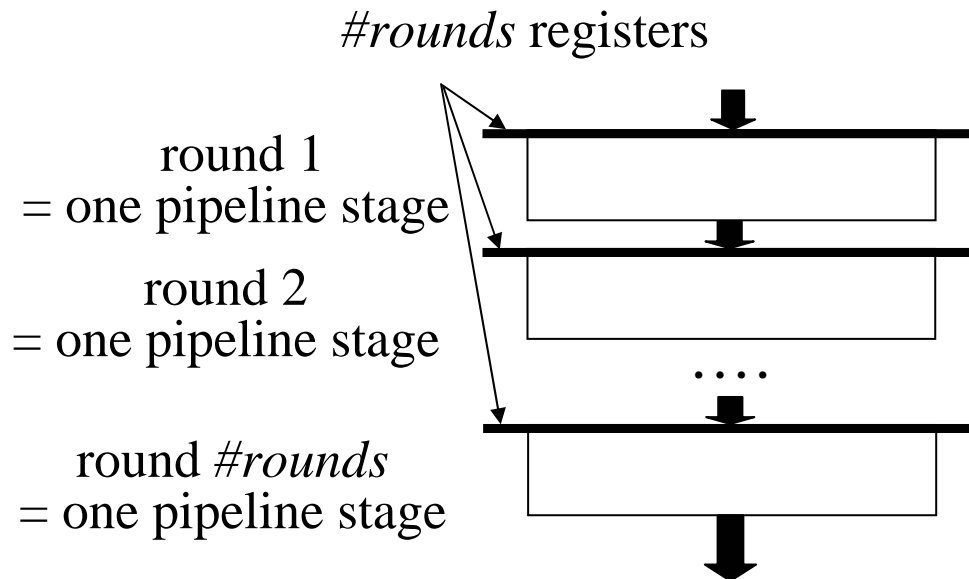 #rounds registers
round 1
= one pipeline stage
round 2
= one pipeline stage
. . . .
round #rounds
= one pipeline stage